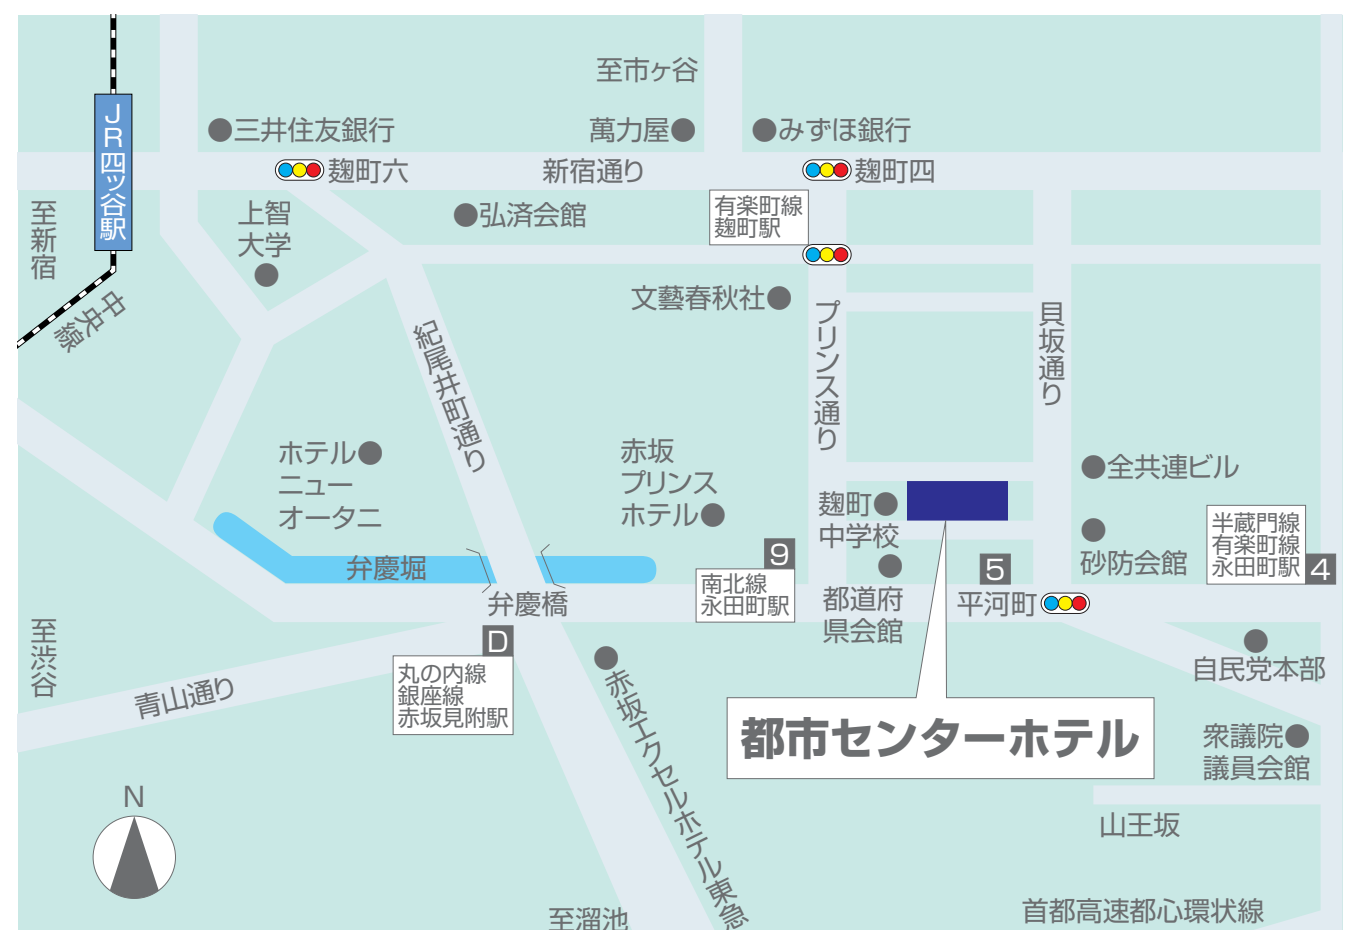 至市ヶ谷
JR四ッ谷駅
三井住友銀行
萬力屋
みずほ銀行
麹町六
新宿通り
麹町四
至新宿
上智
大学
弘済会館
有楽町線
麹町駅
中央線
文藝春秋社
プリンス通り
貝坂通り
紀尾井町通り
ホテル
ニュー
オータニ
赤坂
プリンス
ホテル
全共連ビル
麹町
中学校
砂防会館
半蔵門線
有楽町線
永田町駅
4
弁慶堀
9
南北線
永田町駅
5
弁慶橋
都道府
県会館
平河町
至渋谷
D
丸の内線
銀座線
赤坂見附駅
青山通り
赤坂エクセルホテル東急
自民党本部
都市センターホテル
衆議院
議員会館
N
山王坂
至溜池
首都高速都心環状線